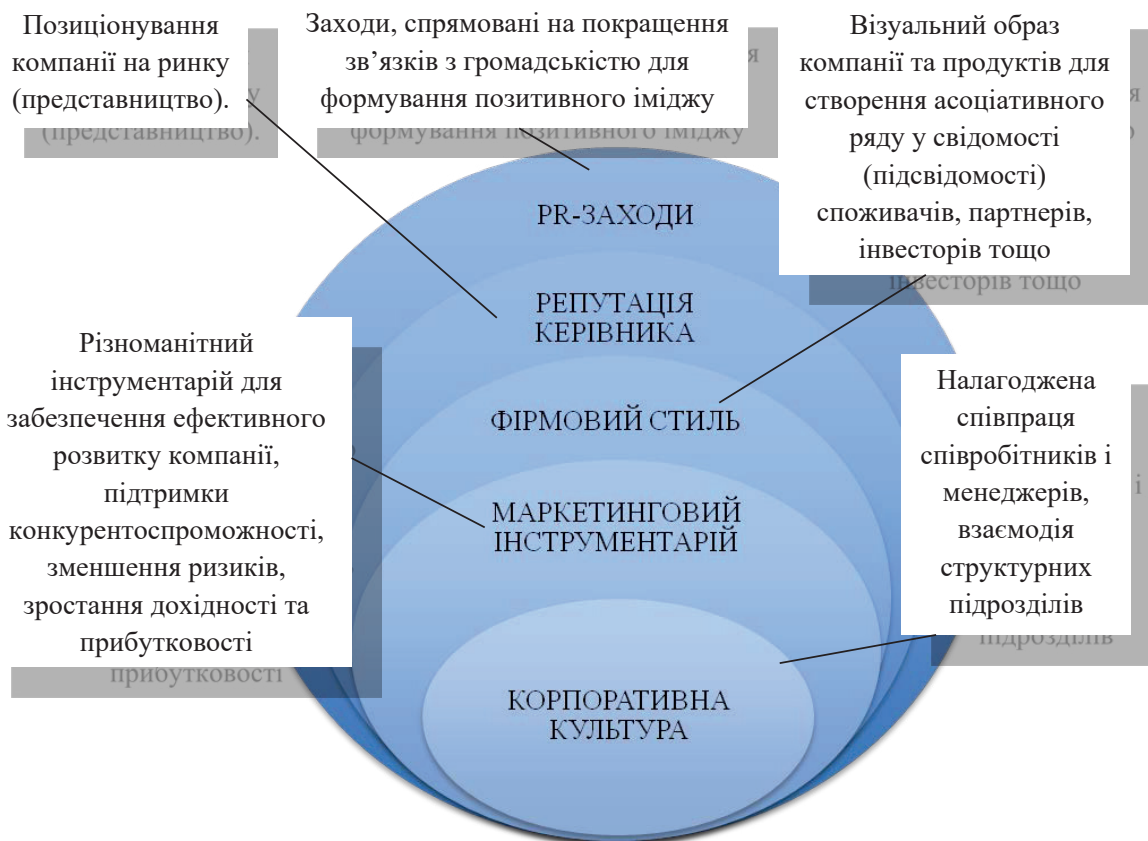 Позиціонування
компанії на ринку
(представництво).
Заходи, спрямовані на покращення
зв’язків з громадськістю для
формування позитивного іміджу
Візуальний образ
компанії та продуктів для
створення асоціативного
ряду у свідомості
(підсвідомості)
споживачів, партнерів,
інвесторів тощо
PR-ЗАХОДИ
РЕПУТАЦІЯ
КЕРІВНИКА
ФІРМОВИЙ СТИЛЬ
МАРКЕТИНГОВИЙ
ІНСТРУМЕНТАРІЙ
КОРПОРАТИВНА
КУЛЬТУРА
Різноманітний
інструментарій для
забезпечення ефективного
розвитку компанії,
підтримки
конкурентоспроможності,
зменшення ризиків,
зростання дохідності та
прибутковості
Налагоджена
співпраця
співробітників і
менеджерів,
взаємодія
структурних
підрозділів